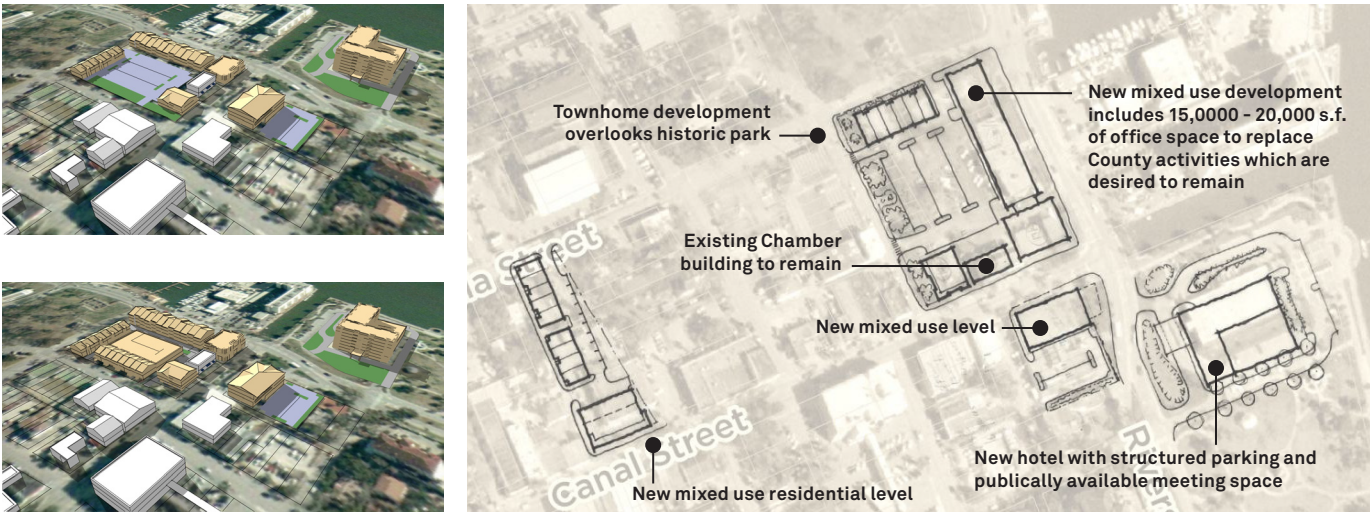 Townhome development
overlooks historic park
New mixed use development
includes 15,0000 - 20,000 s.f.
of office space to replace
County activities which are
desired to remain
Existing Chamber
building to remain
New mixed use level
Canal Street
New mixed use residential level
New hotel with structured parking and
publically available meeting space